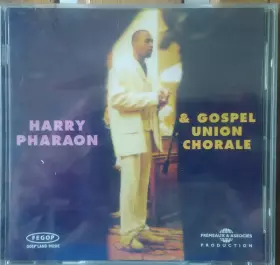 HARRY
PHARAON
& GOSPEL
UNION
CHORALE
PRODUCTION